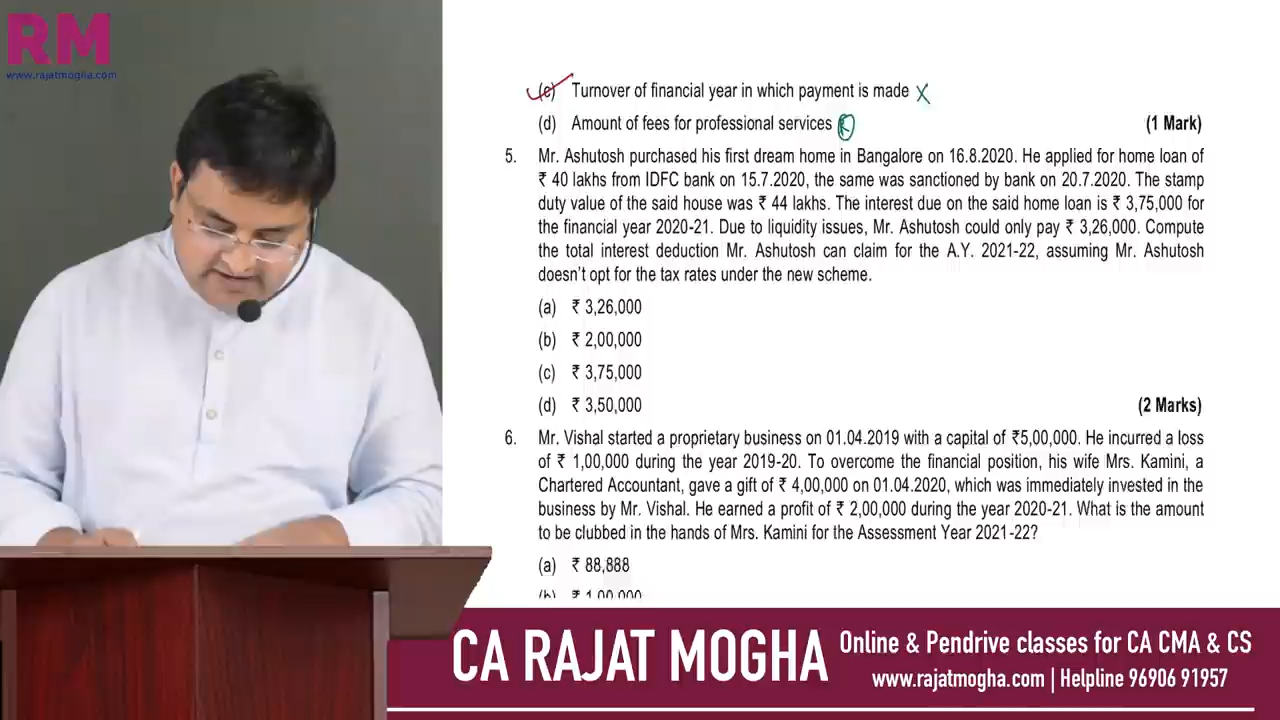 RM
www.rajatmogha.com
(c) Turnover of financial year in which payment is made X
(d) Amount of fees for professional services R
(1 Mark)
5. Mr. Ashutosh purchased his first dream home in Bangalore on 16.8.2020. He applied for home loan of
₹ 40 lakhs from IDFC bank on 15.7.2020, the same was sanctioned by bank on 20.7.2020. The stamp
duty value of the said house was ₹ 44 lakhs. The interest due on the said home loan is ₹ 3,75,000 for
the financial year 2020-21. Due to liquidity issues, Mr. Ashutosh could only pay ₹ 3,26,000. Compute
the total interest deduction Mr. Ashutosh can claim for the A.Y. 2021-22, assuming Mr. Ashutosh
doesn't opt for the tax rates under the new scheme.
(a) ₹ 3,26,000
(b) ₹ 2,00,000
(c) ₹ 3,75,000
(d) ₹ 3,50,000
(2 Marks)
6. Mr. Vishal started a proprietary business on 01.04.2019 with a capital of ₹5,00,000. He incurred a loss
of ₹ 1,00,000 during the year 2019-20. To overcome the financial position, his wife Mrs. Kamini, a
Chartered Accountant, gave a gift of ₹ 4,00,000 on 01.04.2020, which was immediately invested in the
business by Mr. Vishal. He earned a profit of ₹ 2,00,000 during the year 2020-21. What is the amount
to be clubbed in the hands of Mrs. Kamini for the Assessment Year 2021-22?
(a) ₹ 88,888
(b) ₹ 1,00,000
CA RAJAT MOGHA
Online & Pendrive classes for CA CMA & CS
www.rajatmogha.com | Helpline 96906 91957